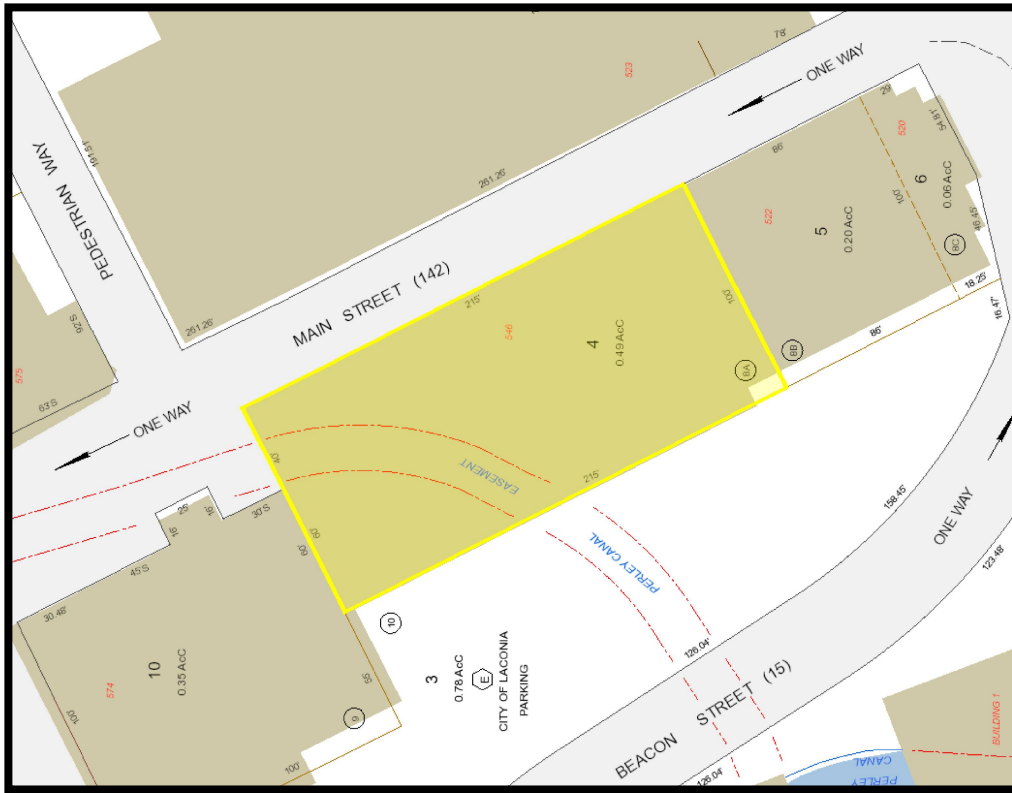 78'
523
ONE WAY
191.51'
PEDESTRIAN WAY
261.26'
29'
520
54.81'
86'
6
0.06 AcC
100'
522
5
0.20 AcC
46.45'
8C
18.25'
16.47'
261.26'
MAIN STREET (142)
215'
546
4
0.49 AcC
100'
92'S
575
63'S
ONE WAY
8B
8A
86'
40'
EASEMENT
215'
25'
16'
16'
30'S
60'
60'
45'S
30.48'
158.45'
ONE WAY
123.48'
PERLEY CANAL
10
3
0.78 AcC
E
CITY OF LACONIA
PARKING
126.04'
10
0.35 AcC
574
55'
9
100'
100'
BEACON STREET (15)
126.04'
BUILDING 1
CANAL
PERLEY